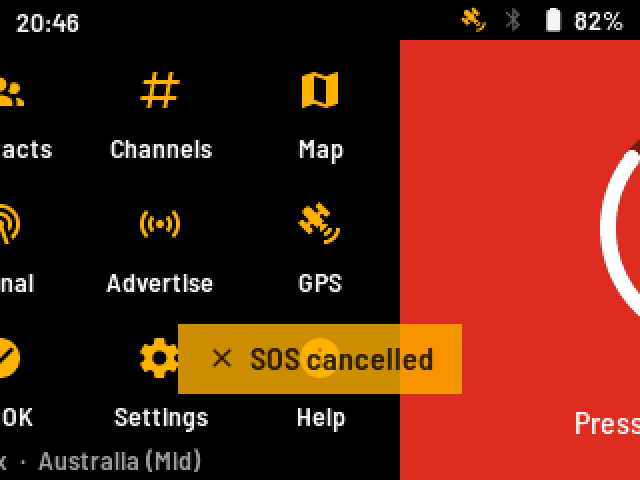 20:46 82%
acts Channels Map
nal Advertise GPS
SOS cancelled
OK Settings Help
Press
x · Australia (Mid)